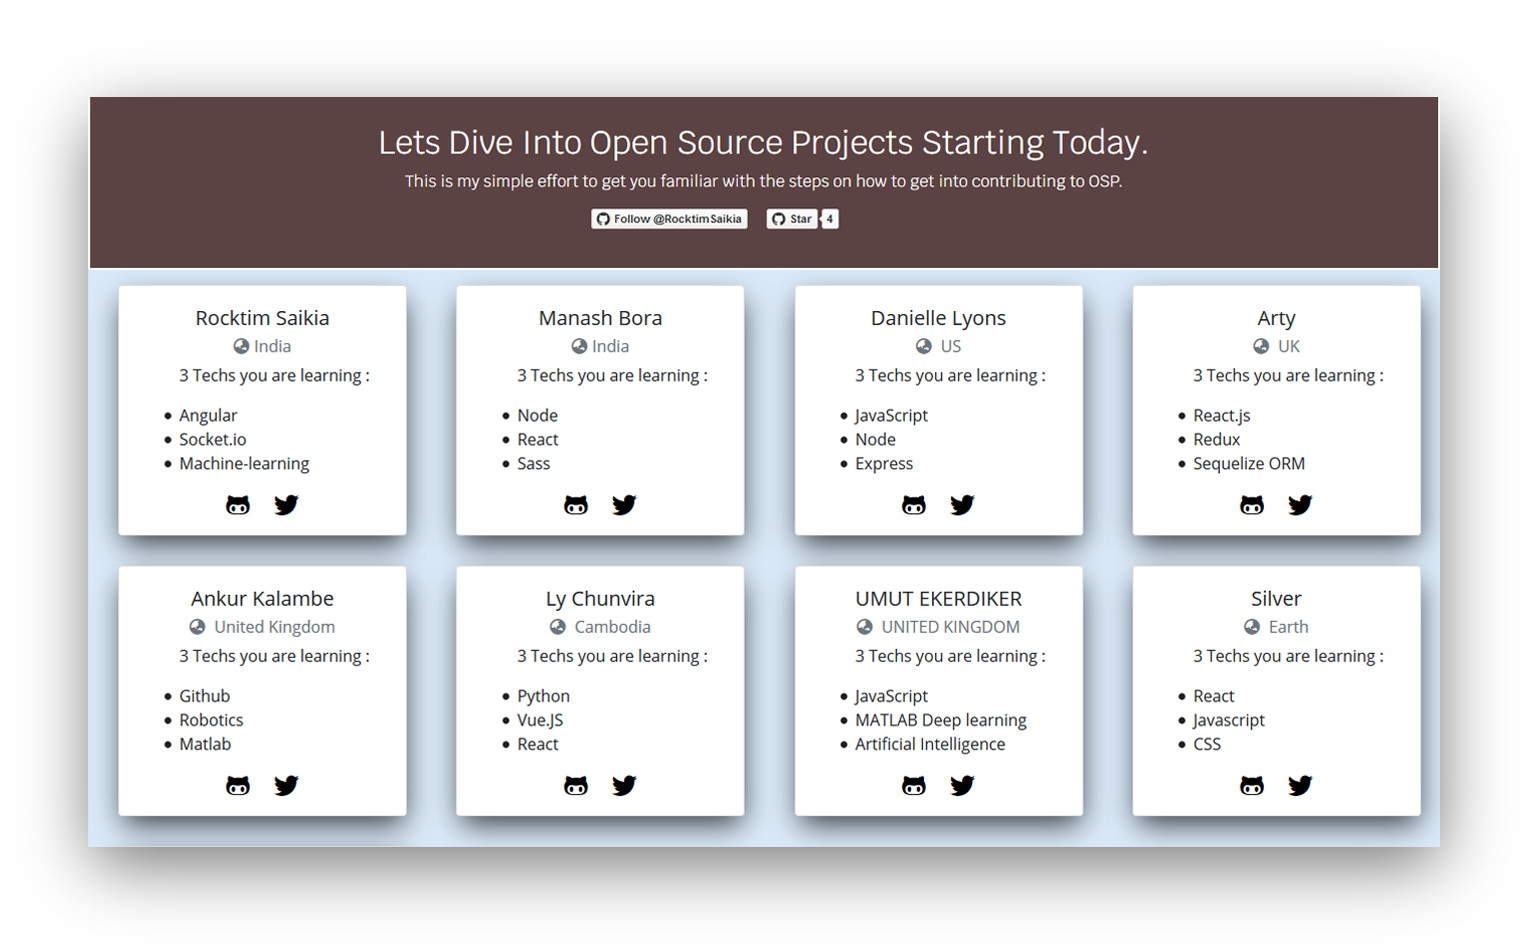 Lets Dive Into Open Source Projects Starting Today.
This is my simple effort to get you familiar with the steps on how to get into contributing to OSP.
Follow @RocktimSaikia
Star 4
Rocktim Saikia
India
3 Techs you are learning :
Angular
Socket.io
Machine-learning
Manash Bora
India
3 Techs you are learning :
Node
React
Sass
Danielle Lyons
US
3 Techs you are learning :
JavaScript
Node
Express
Arty
UK
3 Techs you are learning :
React.js
Redux
Sequelize ORM
Ankur Kalambe
United Kingdom
3 Techs you are learning :
Github
Robotics
Matlab
Ly Chunvira
Cambodia
3 Techs you are learning :
Python
Vue.JS
React
UMUT EKERDIKER
UNITED KINGDOM
3 Techs you are learning :
JavaScript
MATLAB Deep learning
Artificial Intelligence
Silver
Earth
3 Techs you are learning :
React
Javascript
CSS